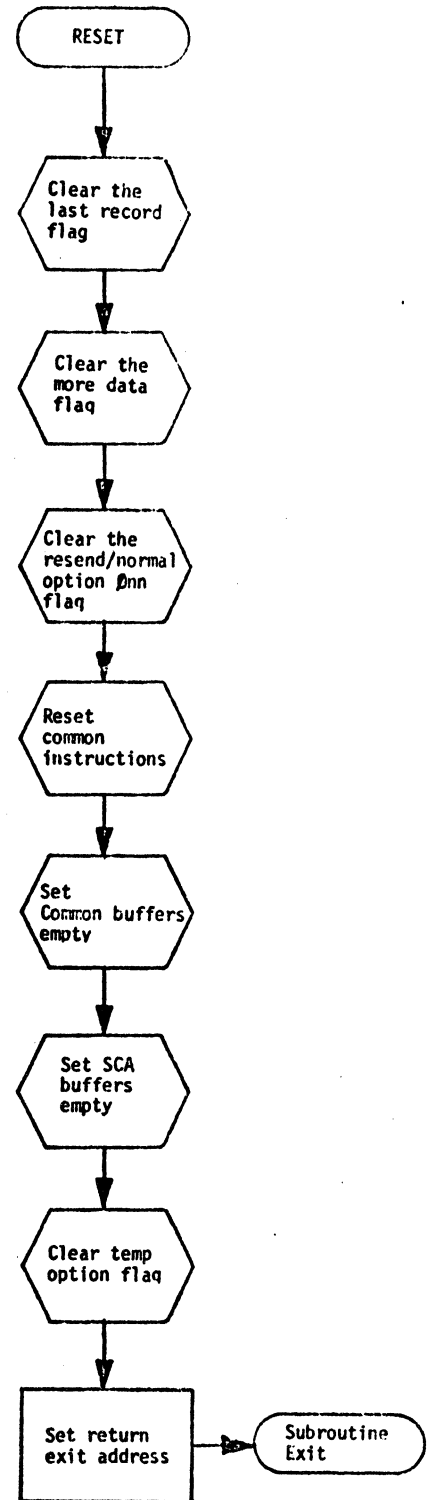 RESET
Clear the
last record
flag
Clear the
more data
flag
Clear the
resend/normal
option 0nn
flag
Reset
common
instructions
Set
Common buffers
empty
Set SCA
buffers
empty
Clear temp
option flag
Set return
exit address
Subroutine
Exit